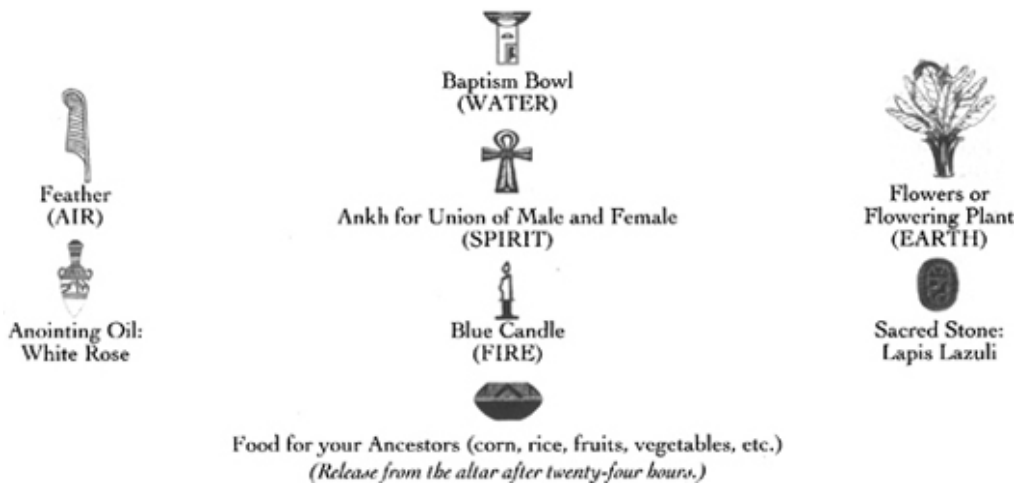 Baptism Bowl
(WATER)
Feather
(AIR)
Ankh for Union of Male and Female
(SPIRIT)
Flowers or
Flowering Plant
(EARTH)
Anointing Oil:
White Rose
Blue Candle
(FIRE)
Sacred Stone:
Lapis Lazuli
Food for your Ancestors (corn, rice, fruits, vegetables, etc.)
(Release from the altar after twenty-four hours.)